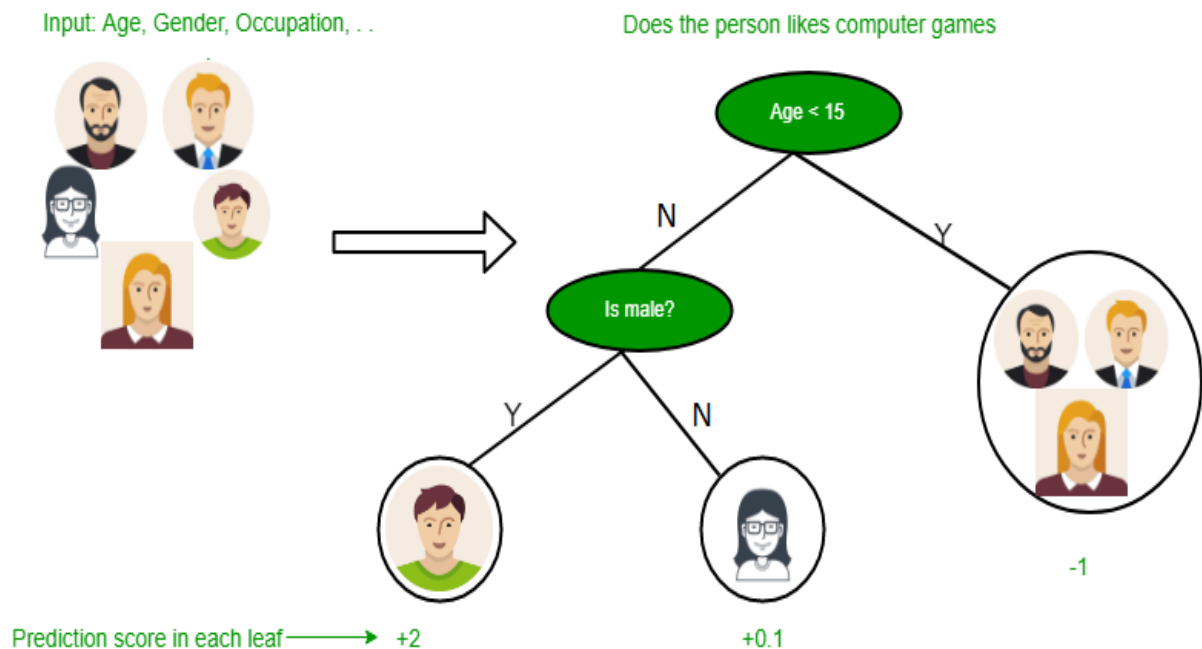 Input: Age, Gender, Occupation, . .
.
Does the person likes computer games
Age < 15
N
Y
Is male?
Y
N
-1
Prediction score in each leaf
+2
+0.1